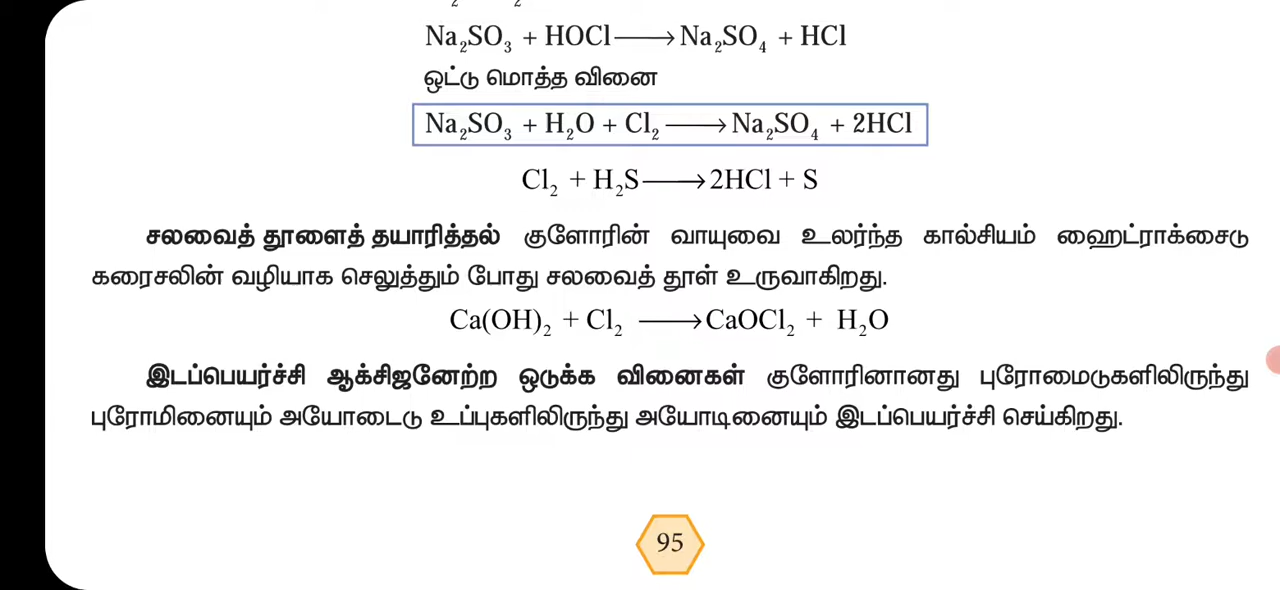 Na₂SO₃ + HOCl⟶Na₂SO₄ + HCl
ஒட்டு மொத்த வினை
Na₂SO₃ + H₂O + Cl₂⟶Na₂SO₄ + 2HCl
Cl₂ + H₂S⟶2HCl + S
சலவைத் தூளைத் தயாரித்தல் குளோரின் வாயுவை உலர்ந்த கால்சியம் ஹைட்ராக்சைடு
கரைசலின் வழியாக செலுத்தும் போது சலவைத் தூள் உருவாகிறது.
Ca(OH)₂ + Cl₂ ⟶CaOCl₂ + H₂O
இடப்பெயர்ச்சி ஆக்சிஜனேற்ற ஒடுக்க வினைகள் குளோரினானது புரோமைடுகளிலிருந்து
புரோமினையும் அயோடைடு உப்புகளிலிருந்து அயோடினையும் இடப்பெயர்ச்சி செய்கிறது.
95